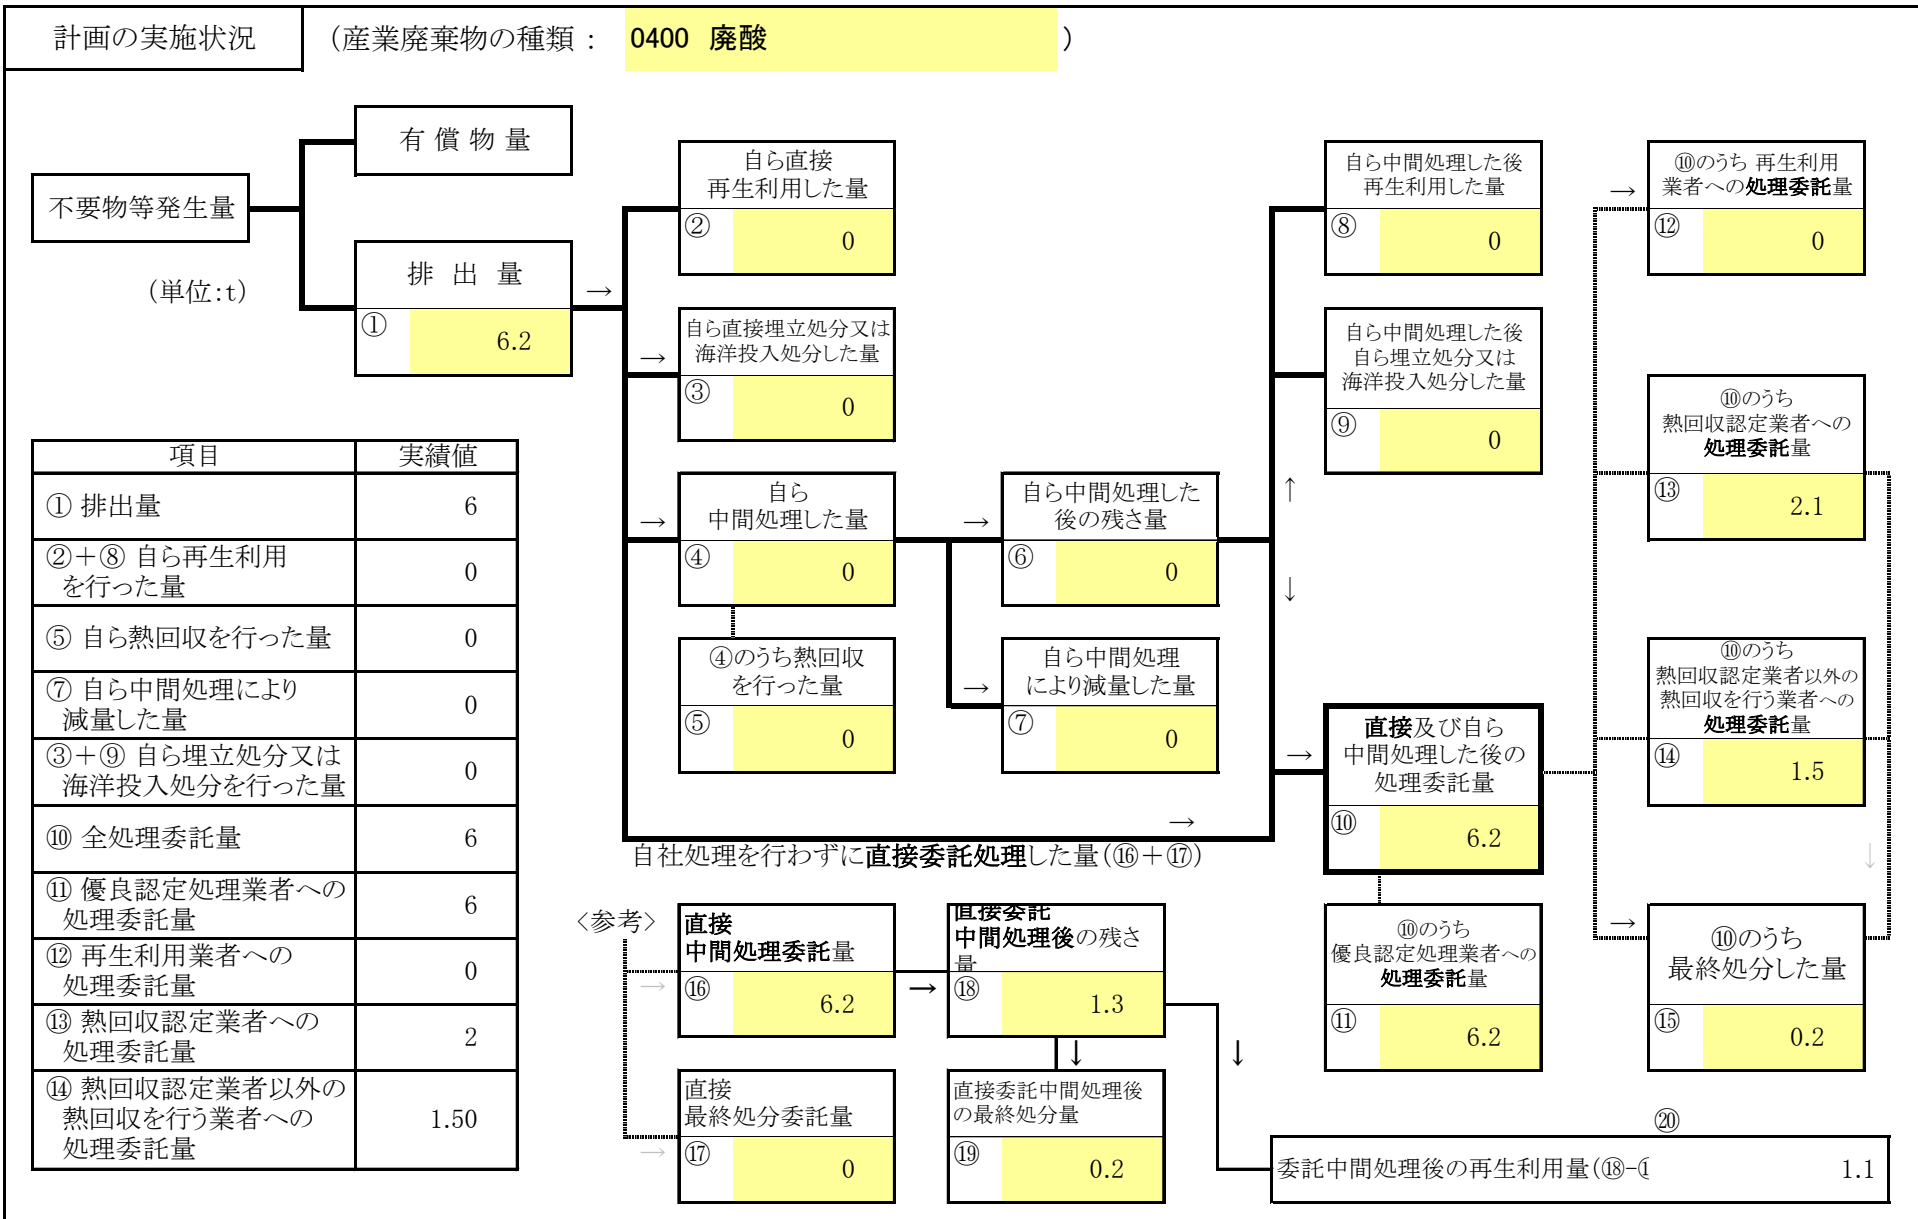 計画の実施状況 （産業廃棄物の種類： 0400 廃酸 ）
有 償 物 量
不要物等発生量
（単位:t）
排 出 量
→
① 6.2
自ら直接
再生利用した量
② 0
自ら直接埋立処分又は
海洋投入処分した量
→
③ 0
自ら
中間処理した量
→
④ 0
④のうち熱回収
を行った量
⑤ 0
自ら中間処理した
後の残さ量
→
⑥ 0
自ら中間処理
により減量した量
→
⑦ 0
自ら中間処理した後
再生利用した量
⑧ 0
自ら中間処理した後
自ら埋立処分又は
海洋投入処分した量
⑨ 0
↑
↓
直接及び自ら
中間処理した後の
処理委託量
→
⑩ 6.2
→
自社処理を行わずに直接委託処理した量(⑯＋⑰)
⑩のうち
優良認定処理業者への
処理委託量
⑪ 6.2
⑩のうち 再生利用
業者への処理委託量
→
⑫ 0
⑩のうち
熱回収認定業者への
処理委託量
⑬ 2.1
⑩のうち
熱回収認定業者以外の
熱回収を行う業者への
処理委託量
⑭ 1.5
↓
⑩のうち
最終処分した量
→
⑮ 0.2
項目 実績値
① 排出量 6
②＋⑧ 自ら再生利用
を行った量 0
⑤ 自ら熱回収を行った量 0
⑦ 自ら中間処理により
減量した量 0
③＋⑨ 自ら埋立処分又は
海洋投入処分を行った量 0
⑩ 全処理委託量 6
⑪ 優良認定処理業者への
処理委託量 6
⑫ 再生利用業者への
処理委託量 0
⑬ 熱回収認定業者への
処理委託量 2
⑭ 熱回収認定業者以外の
熱回収を行う業者への
処理委託量 1.50
〈参考〉
直接
中間処理委託量
→
⑯ 6.2
→
直接委託
中間処理後の残さ
量
⑱ 1.3
↓
↓
直接
最終処分委託量
→
⑰ 0
直接委託中間処理後
の最終処分量
⑲ 0.2
⑳
委託中間処理後の再生利用量(⑱-① 1.1